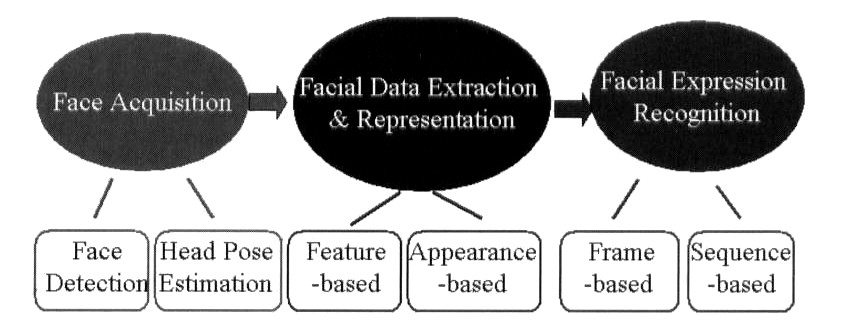 Face Acquisition
Facial Data Extraction
& Representation
Facial Expression
Recognition
Face
Detection
Head Pose
Estimation
Feature
-based
Appearance
-based
Frame
-based
Sequence
-based